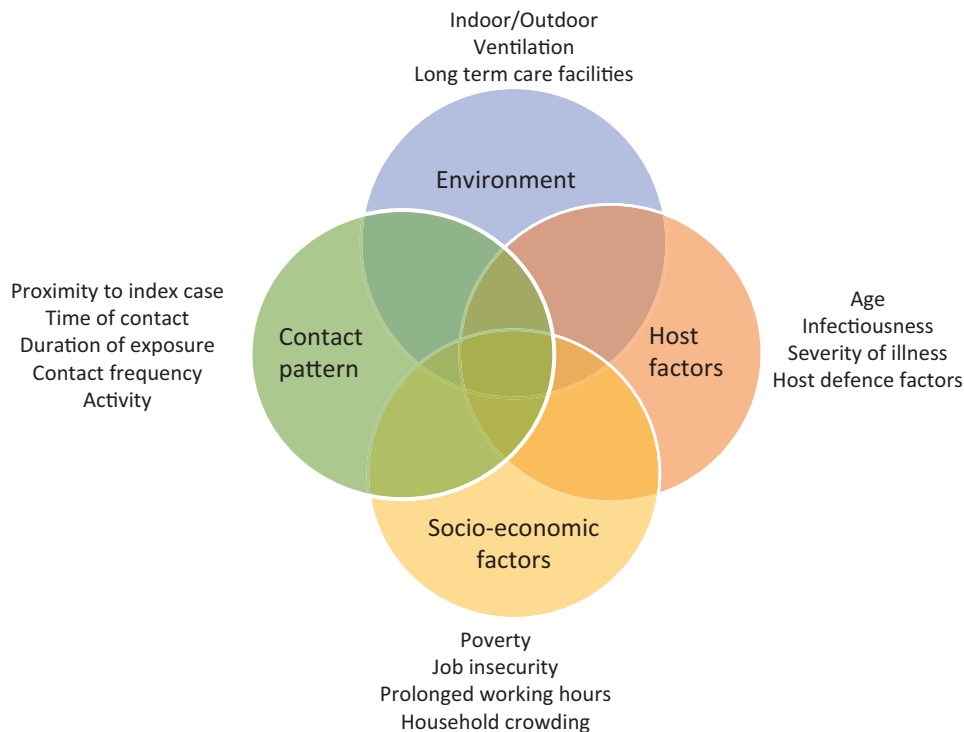 Indoor/Outdoor
Ventilation
Long term care facilities
Environment
Proximity to index case
Time of contact
Duration of exposure
Contact frequency
Activity
Contact
pattern
Host
factors
Age
Infectiousness
Severity of illness
Host defence factors
Socio-economic
factors
Poverty
Job insecurity
Prolonged working hours
Household crowding